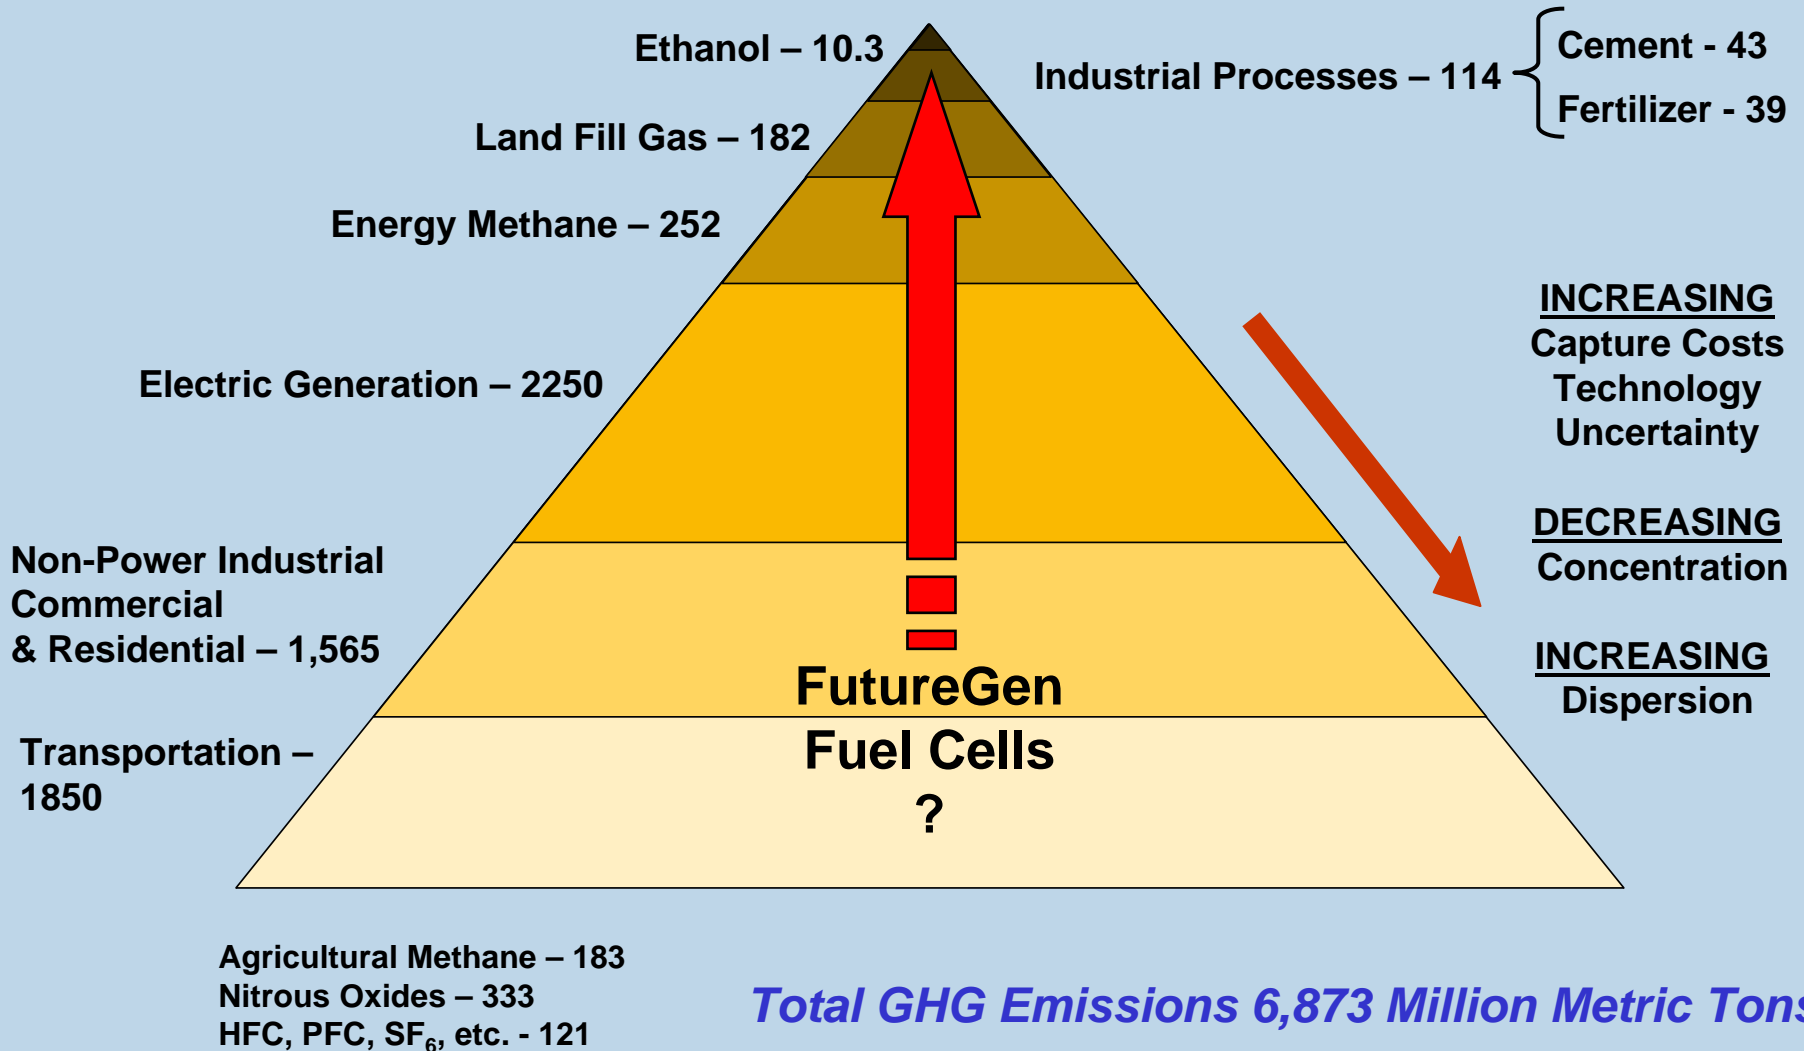 Ethanol – 10.3
Industrial Processes – 114
Cement - 43
Fertilizer - 39
Land Fill Gas – 182
Energy Methane – 252
Electric Generation – 2250
INCREASING
Capture Costs
Technology
Uncertainty
DECREASING
Concentration
INCREASING
Dispersion
Non-Power Industrial
Commercial
& Residential – 1,565
FutureGen
Transportation –
1850
Fuel Cells
?
Agricultural Methane – 183
Nitrous Oxides – 333
HFC, PFC, SF₆, etc. - 121
Total GHG Emissions 6,873 Million Metric Tons